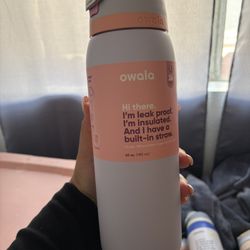 owala
Hi there.
I'm leak proof.
I'm insulated.
And I have a
built-in straw.